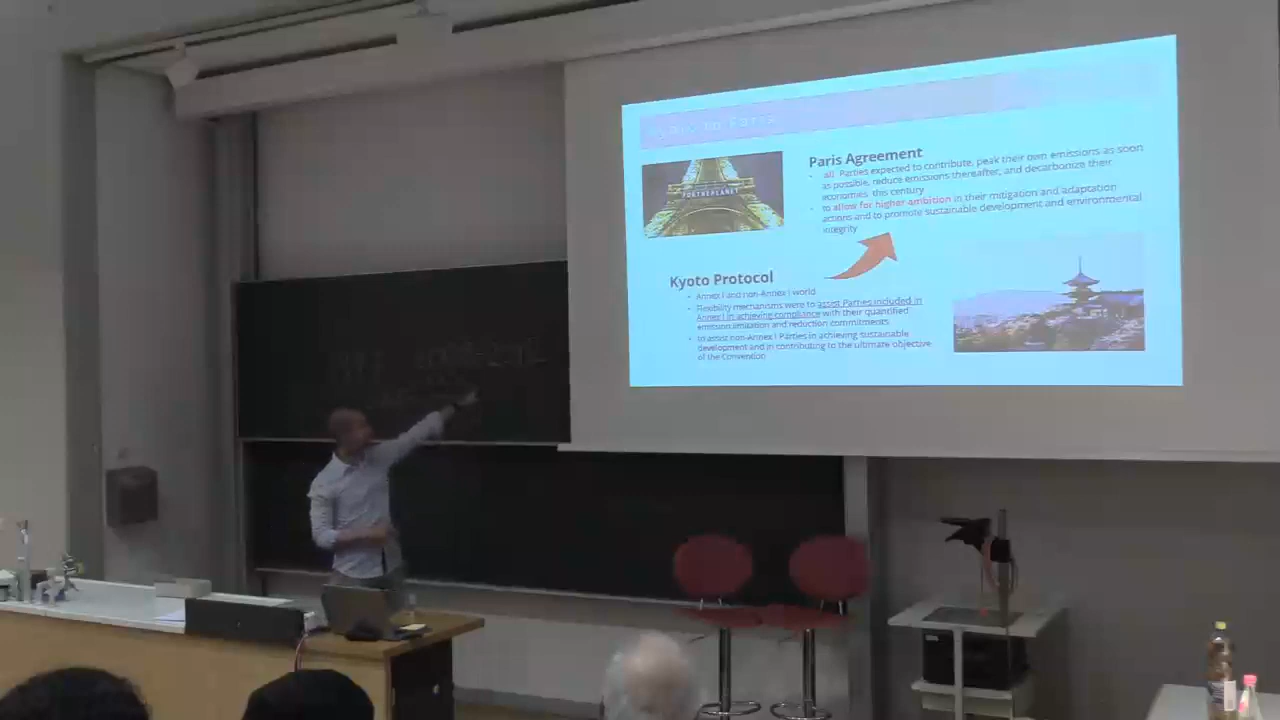 Kyoto to Paris
FORTHEPLANET
Paris Agreement
all Parties expected to contribute, peak their own emissions as soon
as possible, reduce emissions thereafter, and decarbonize their
economies this century
to allow for higher ambition in their mitigation and adaptation
actions and to promote sustainable development and environmental
integrity
Kyoto Protocol
Annex I and non-Annex I world
Flexibility mechanisms were to assist Parties included in
Annex I in achieving compliance with their quantified
emission limitation and reduction commitments
to assist non-Annex I Parties in achieving sustainable
development and in contributing to the ultimate objective
of the Convention